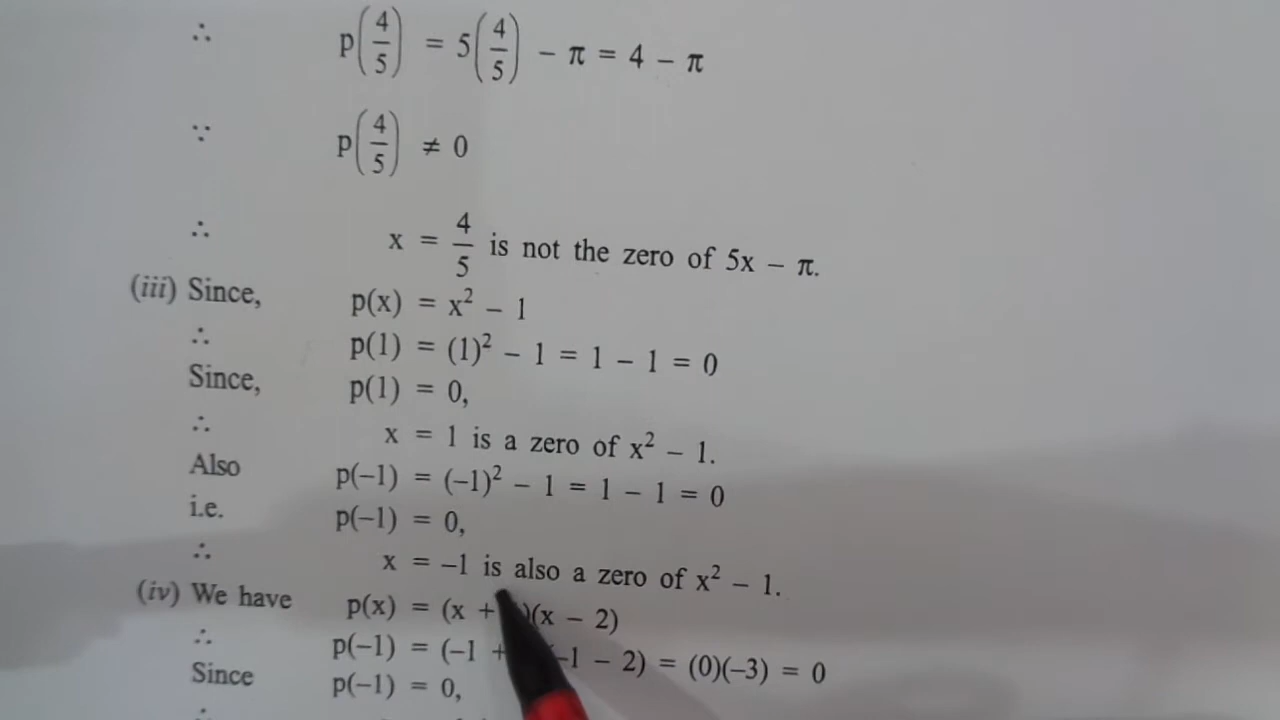 ∴ p(4/5) = 5(4/5) – π = 4 – π
∵ p(4/5) ≠ 0
∴ x = 4/5 is not the zero of 5x – π.
(iii) Since, p(x) = x² – 1
∴ p(1) = (1)² – 1 = 1 – 1 = 0
Since, p(1) = 0,
∴ x = 1 is a zero of x² – 1.
Also p(–1) = (–1)² – 1 = 1 – 1 = 0
i.e. p(–1) = 0,
∴ x = –1 is also a zero of x² – 1.
(iv) We have p(x) = (x + )(x – 2)
∴ p(–1) = (–1 + –1 – 2) = (0)(–3) = 0
Since p(–1) = 0,
∴